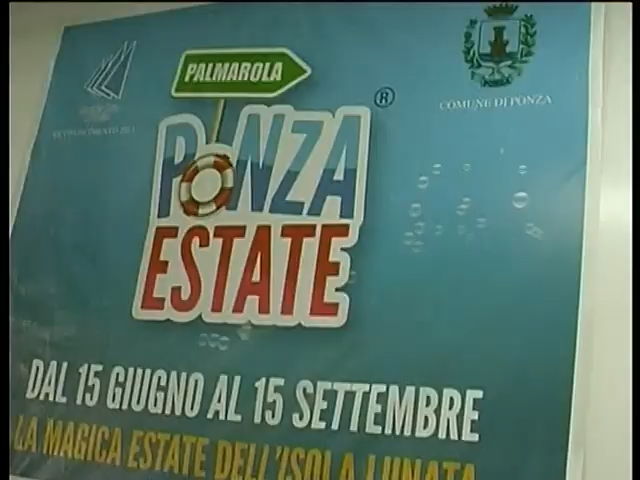 PALMAROLA
®
COMUNE DI PONZA
PONZA
ESTATE
DAL 15 GIUGNO AL 15 SETTEMBRE
LA MAGICA ESTATE DELL'ISOLA LUNATA